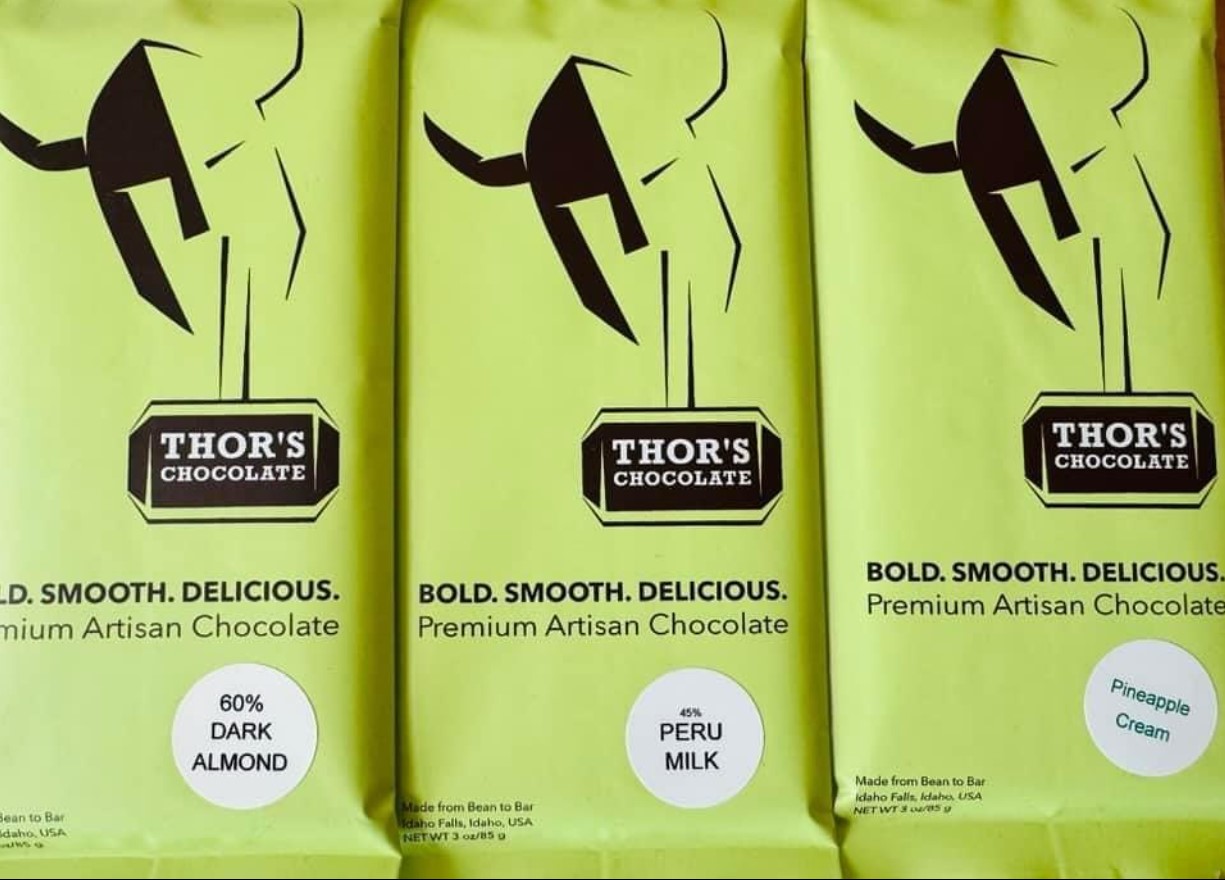 THOR'S
CHOCOLATE
LD. SMOOTH. DELICIOUS.
mium Artisan Chocolate
60%
DARK
ALMOND
Bean to Bar
daho, USA
THOR'S
CHOCOLATE
BOLD. SMOOTH. DELICIOUS.
Premium Artisan Chocolate
45%
PERU
MILK
Made from Bean to Bar
Idaho Falls, Idaho, USA
NET WT 3 oz/85 g
THOR'S
CHOCOLATE
BOLD. SMOOTH. DELICIOUS.
Premium Artisan Chocolate
Pineapple
Cream
Made from Bean to Bar
Idaho Falls, Idaho, USA
NET WT 3 oz/85 g